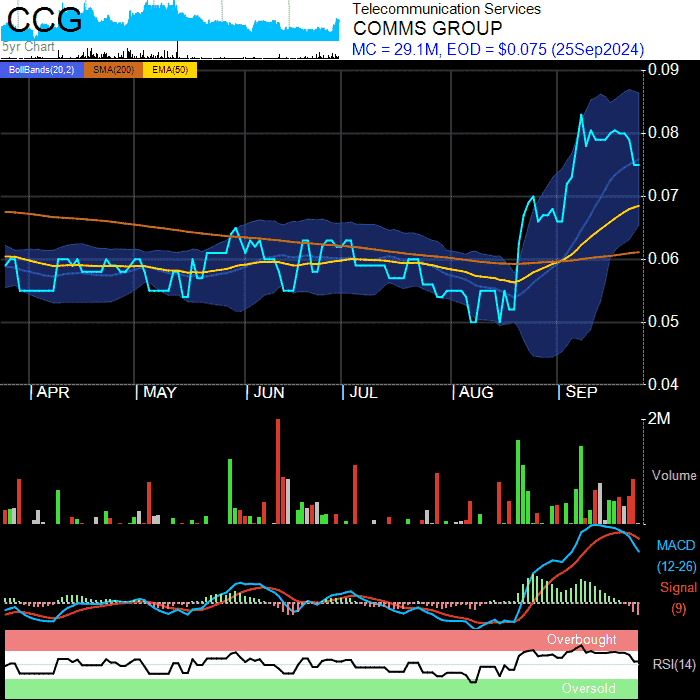 CCG
5yr Chart
Telecommunication Services
COMMS GROUP
MC = 29.1M, EOD = $0.075 (25Sep2024)
BollBands(20,2) SMA(200) EMA(50)
0.09
0.08
0.07
0.06
0.05
0.04
APR MAY JUN JUL AUG SEP
2M
Volume
MACD
(12-26)
Signal
(9)
Overbought
RSI(14)
Oversold